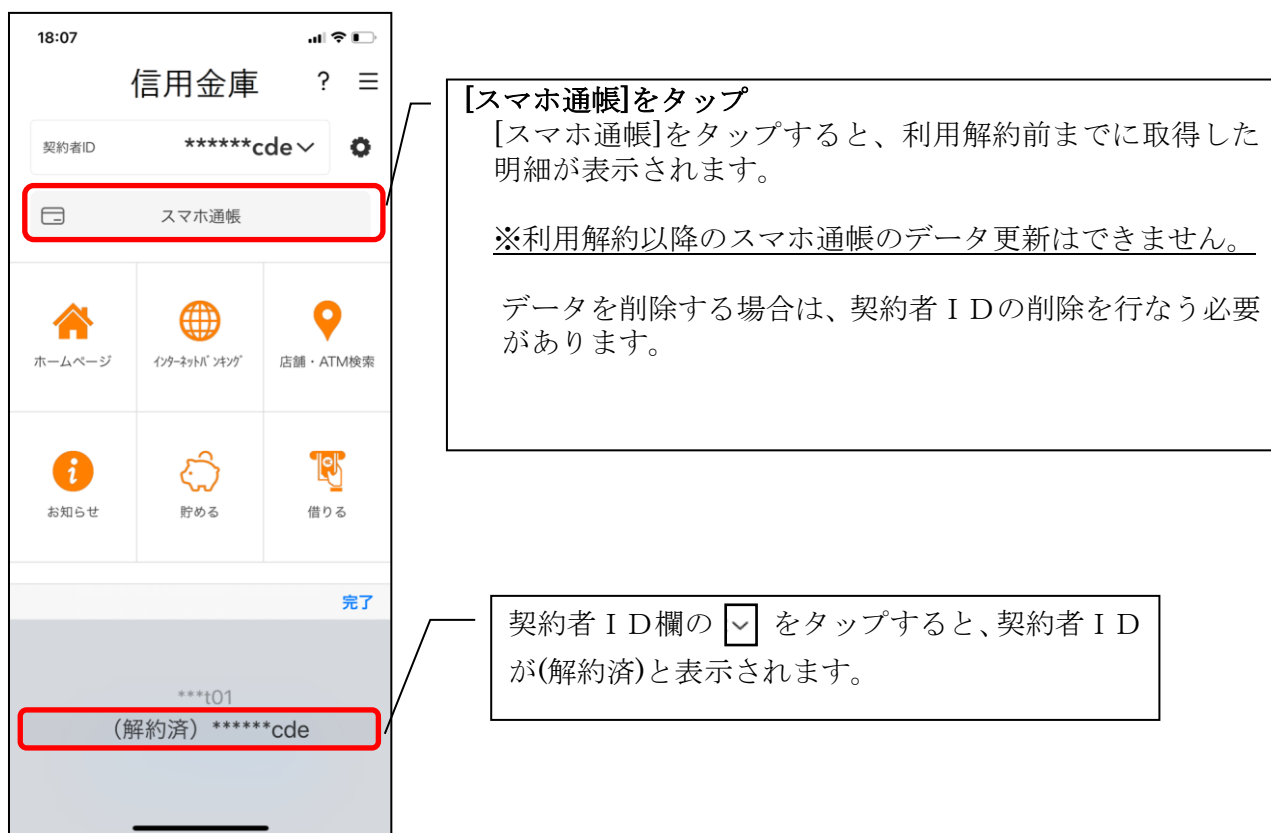 18:07
信用金庫 ? ≡
契約者ID ******cde
スマホ通帳
ホームページ インターネットバンキング 店舗・ATM検索
お知らせ 貯める 借りる
完了
***t01
（解約済）******cde
[スマホ通帳]をタップ
[スマホ通帳]をタップすると、利用解約前までに取得した
明細が表示されます。
※利用解約以降のスマホ通帳のデータ更新はできません。
データを削除する場合は、契約者ＩＤの削除を行なう必要
があります。
契約者ＩＤ欄の をタップすると、契約者ＩＤ
が(解約済)と表示されます。